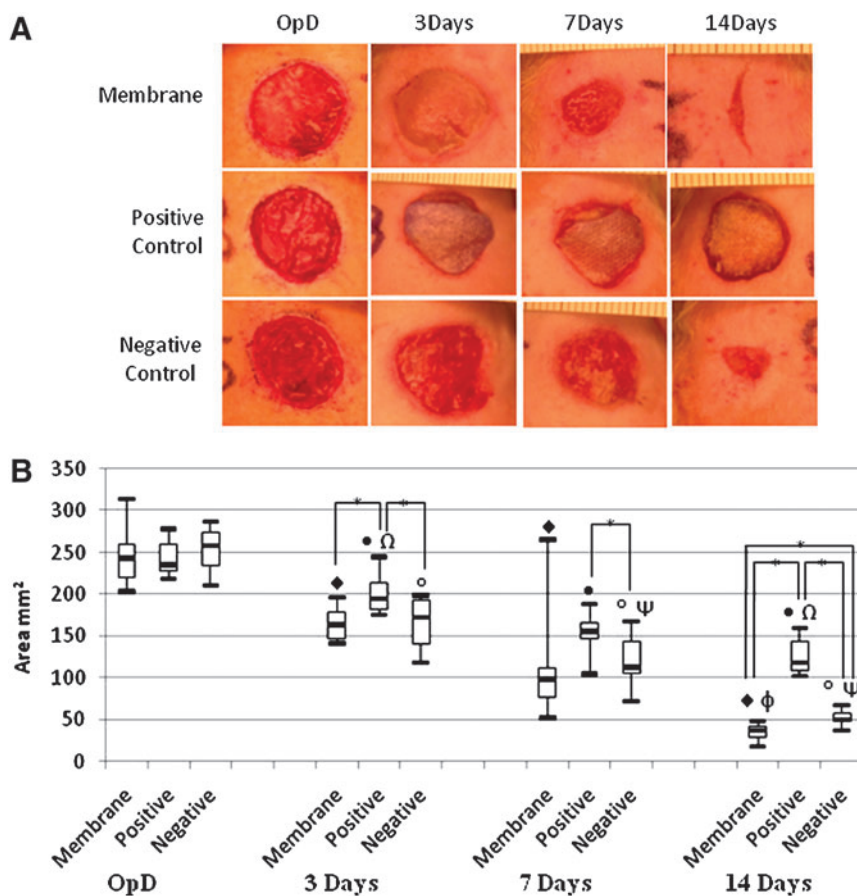 A
OpD 3Days 7Days 14Days
Membrane
Positive
Control
Negative
Control
B
Area mm²
350
300
250
200
150
100
50
0
* *
● Ω
◆
○
◆
*
●
○ Ψ
*
* *
● Ω
◆ ϕ
○ Ψ
Membrane Positive Negative Membrane Positive Negative Membrane Positive Negative Membrane Positive Negative
OpD 3 Days 7 Days 14 Days